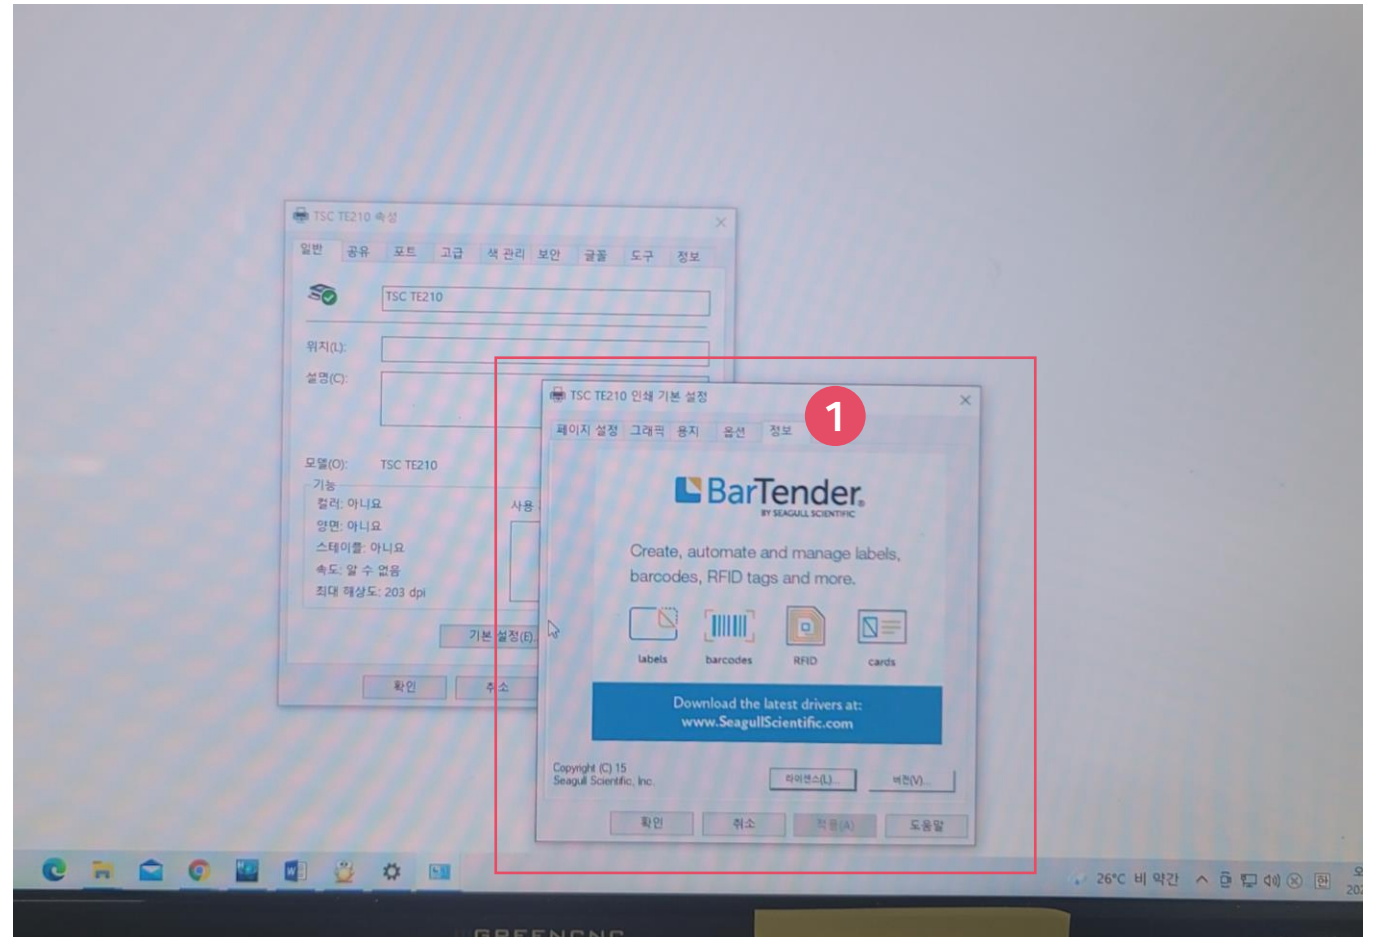 TSC TE210 속성
일반 공유 포트 고급 색 관리 보안 글꼴 도구 정보
TSC TE210
위치(L):
설명(C):
모델(O): TSC TE210
기능
컬러: 아니요
양면: 아니요
스테이플: 아니요
속도: 알 수 없음
최대 해상도: 203 dpi
사용
기본 설정(E)...
확인 취소
TSC TE210 인쇄 기본 설정
1
페이지 설정 그래픽 용지 옵션 정보
BarTender®
BY SEAGULL SCIENTIFIC
Create, automate and manage labels,
barcodes, RFID tags and more.
labels barcodes RFID cards
Download the latest drivers at:
www.SeagullScientific.com
Copyright (C) 15
Seagull Scientific, Inc.
라이센스(L)... 버전(V)...
확인 취소 적용(A) 도움말
26°C 비 약간
한
GREENCNC